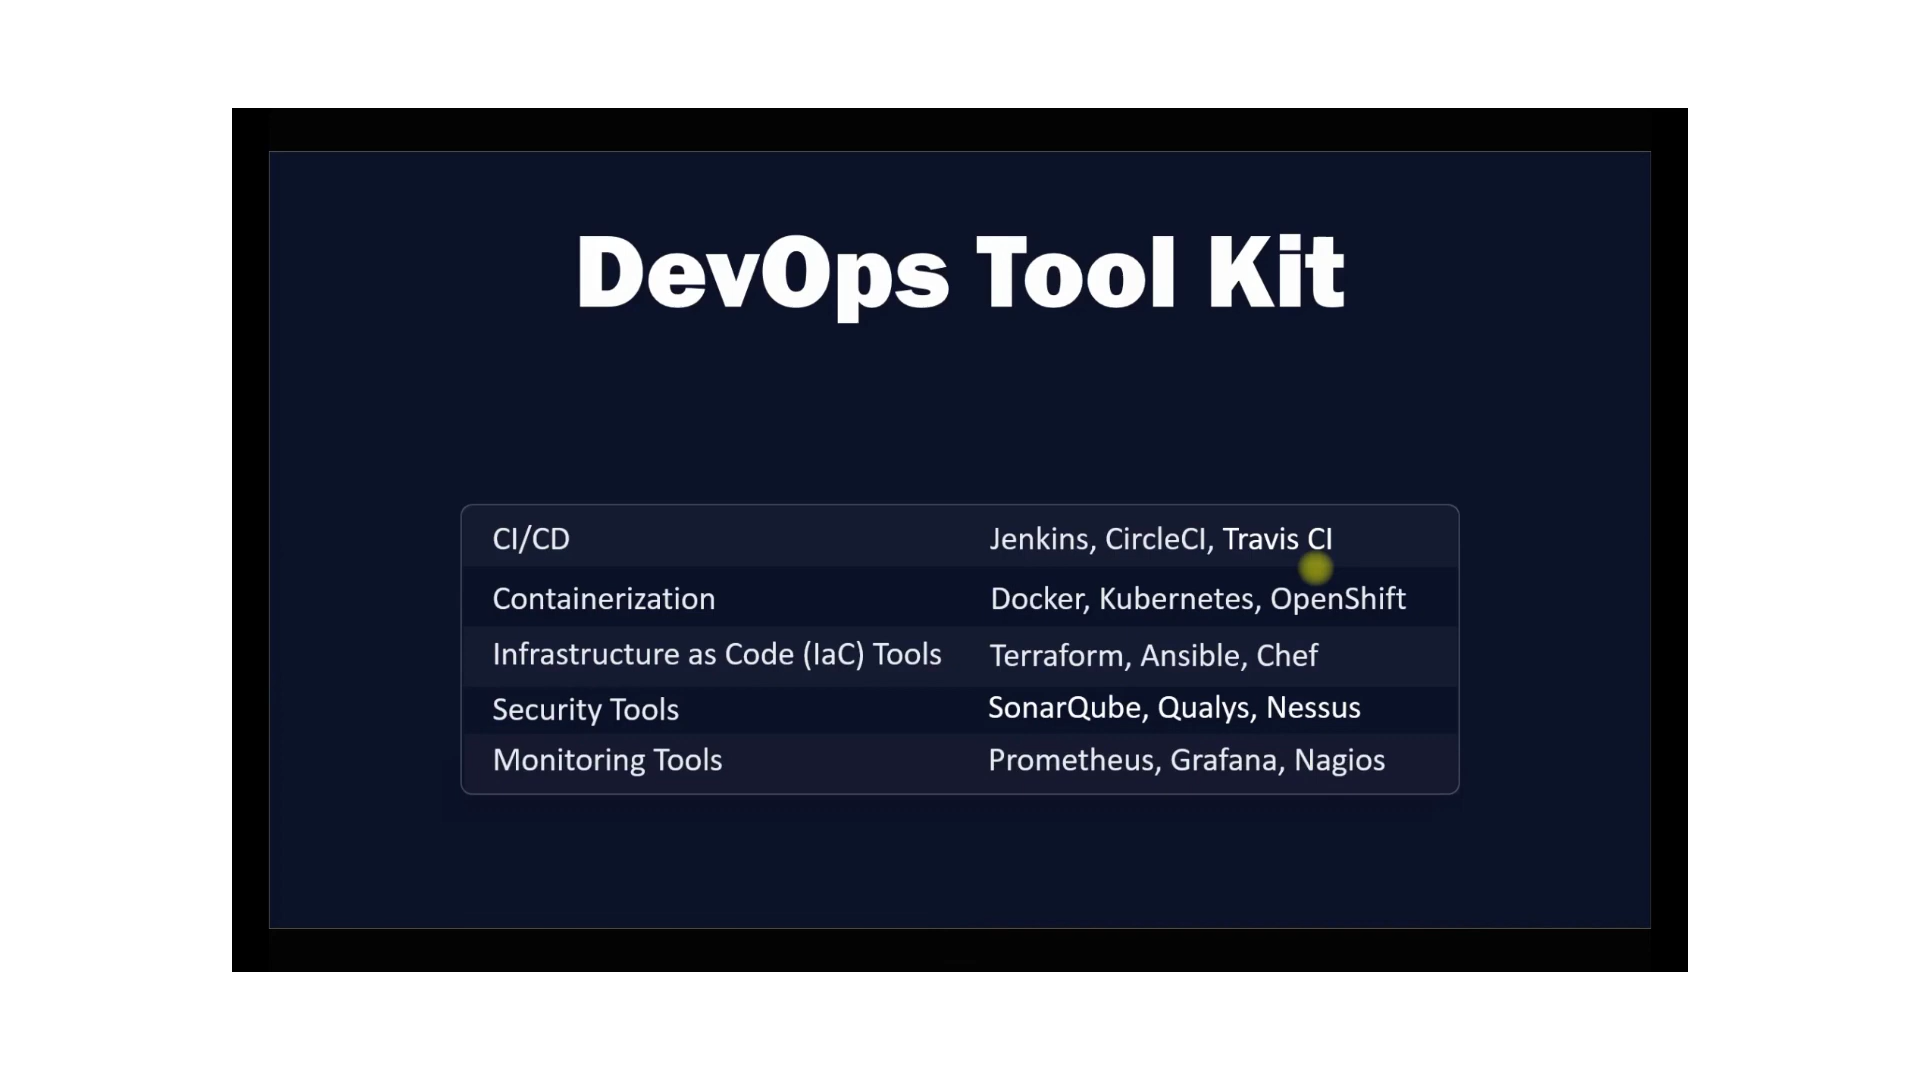 DevOps Tool Kit
CI/CD Jenkins, CircleCI, Travis CI
Containerization Docker, Kubernetes, OpenShift
Infrastructure as Code (IaC) Tools Terraform, Ansible, Chef
Security Tools SonarQube, Qualys, Nessus
Monitoring Tools Prometheus, Grafana, Nagios